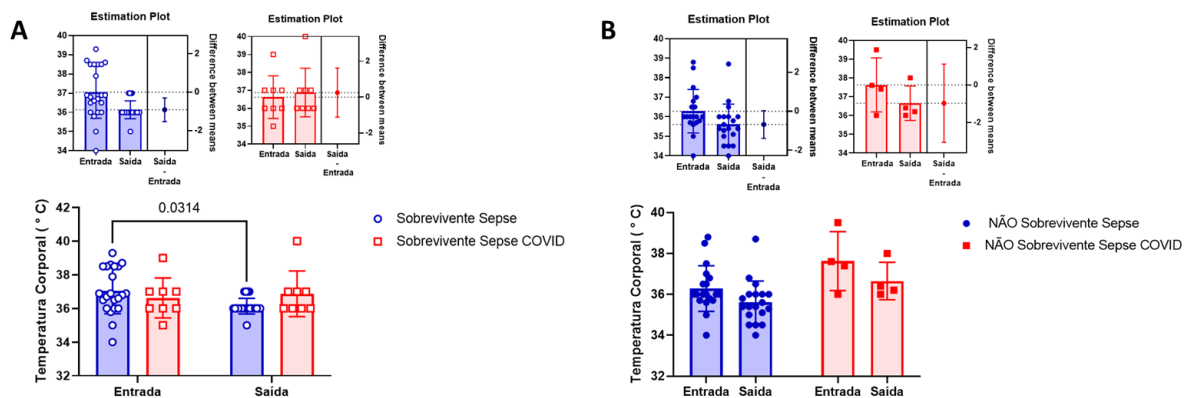 A
Estimation Plot
40
39
38
37
36
35
34
2
0
-2
Difference between means
Entrada
Saída
Saída
-
Entrada
Estimation Plot
40
39
38
37
36
35
34
2
0
-2
Difference between means
Entrada
Saída
Saída
-
Entrada
Temperatura Corporal ( ° C)
42
40
38
36
34
32
0.0314
Entrada
Saída
Sobrevivente Sepse
Sobrevivente Sepse COVID
B
Estimation Plot
40
38
36
34
2
0
-2
Difference between means
Entrada
Saída
Saída
-
Entrada
Estimation Plot
40
39
38
37
36
35
34
2
0
-2
Difference between means
Entrada
Saída
Saída
-
Entrada
Temperatura Corporal ( ° C)
40
38
36
34
32
Entrada
Saída
Entrada
Saída
NÃO Sobrevivente Sepse
NÃO Sobrevivente Sepse COVID